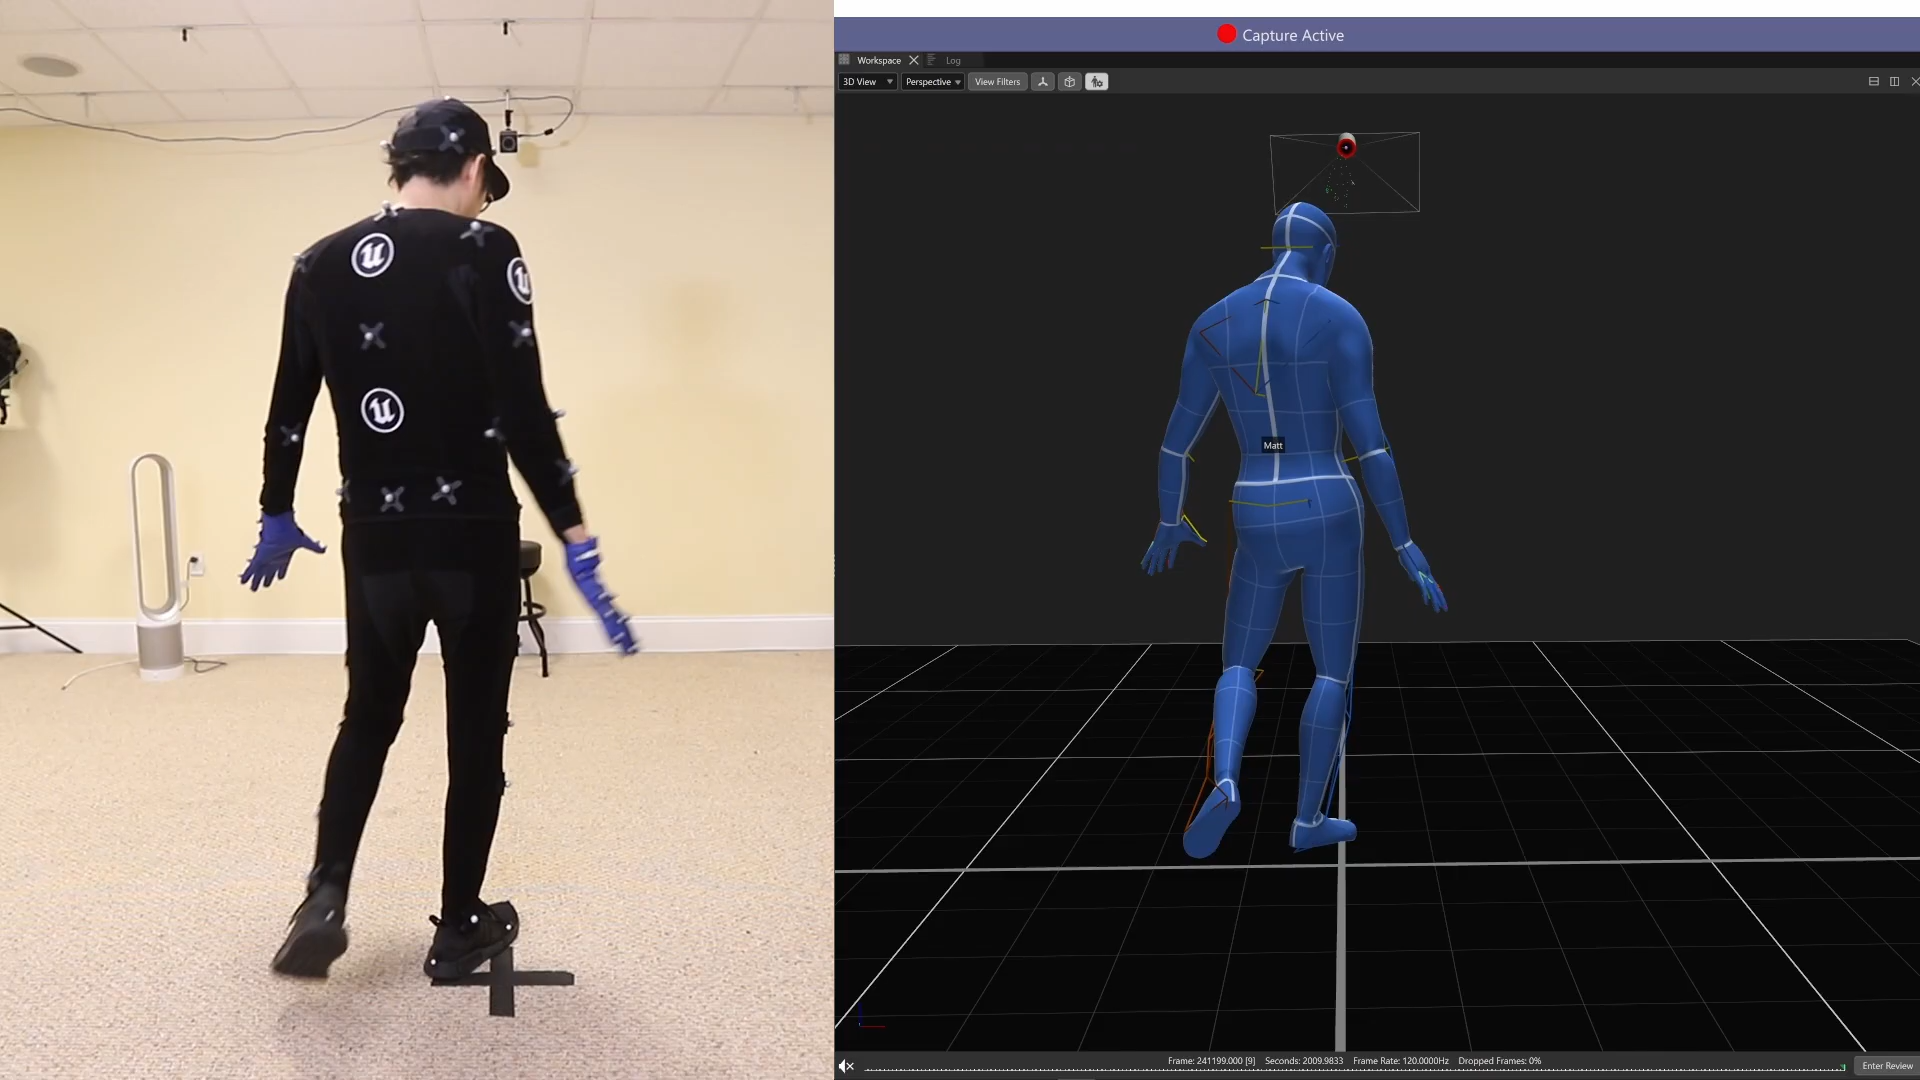 Capture Active
Workspace
Log
3D View
Perspective
View Filters
Matt
Frame: 241199.000 [9] Seconds: 2009.9833 Frame Rate: 120.0000Hz Dropped Frames: 0%
Enter Review